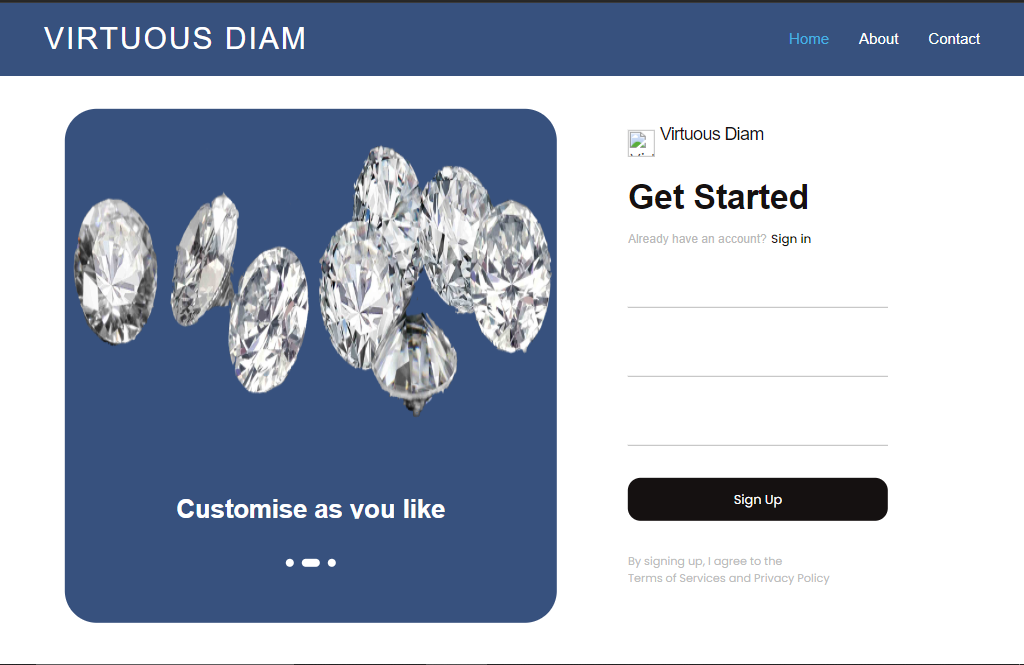 VIRTUOUS DIAM
Home About Contact
Virtuous Diam
Get Started
Already have an account? Sign in
Sign Up
By signing up, I agree to the
Terms of Services and Privacy Policy
Customise as you like